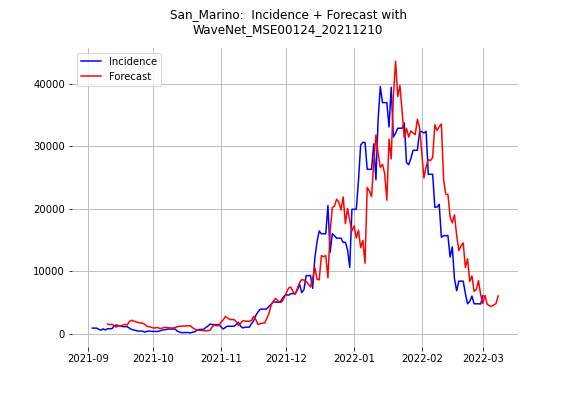 San_Marino:  Incidence + Forecast with
WaveNet_MSE00124_20211210
Incidence
Forecast
40000
30000
20000
10000
0
2021-09 2021-10 2021-11 2021-12 2022-01 2022-02 2022-03